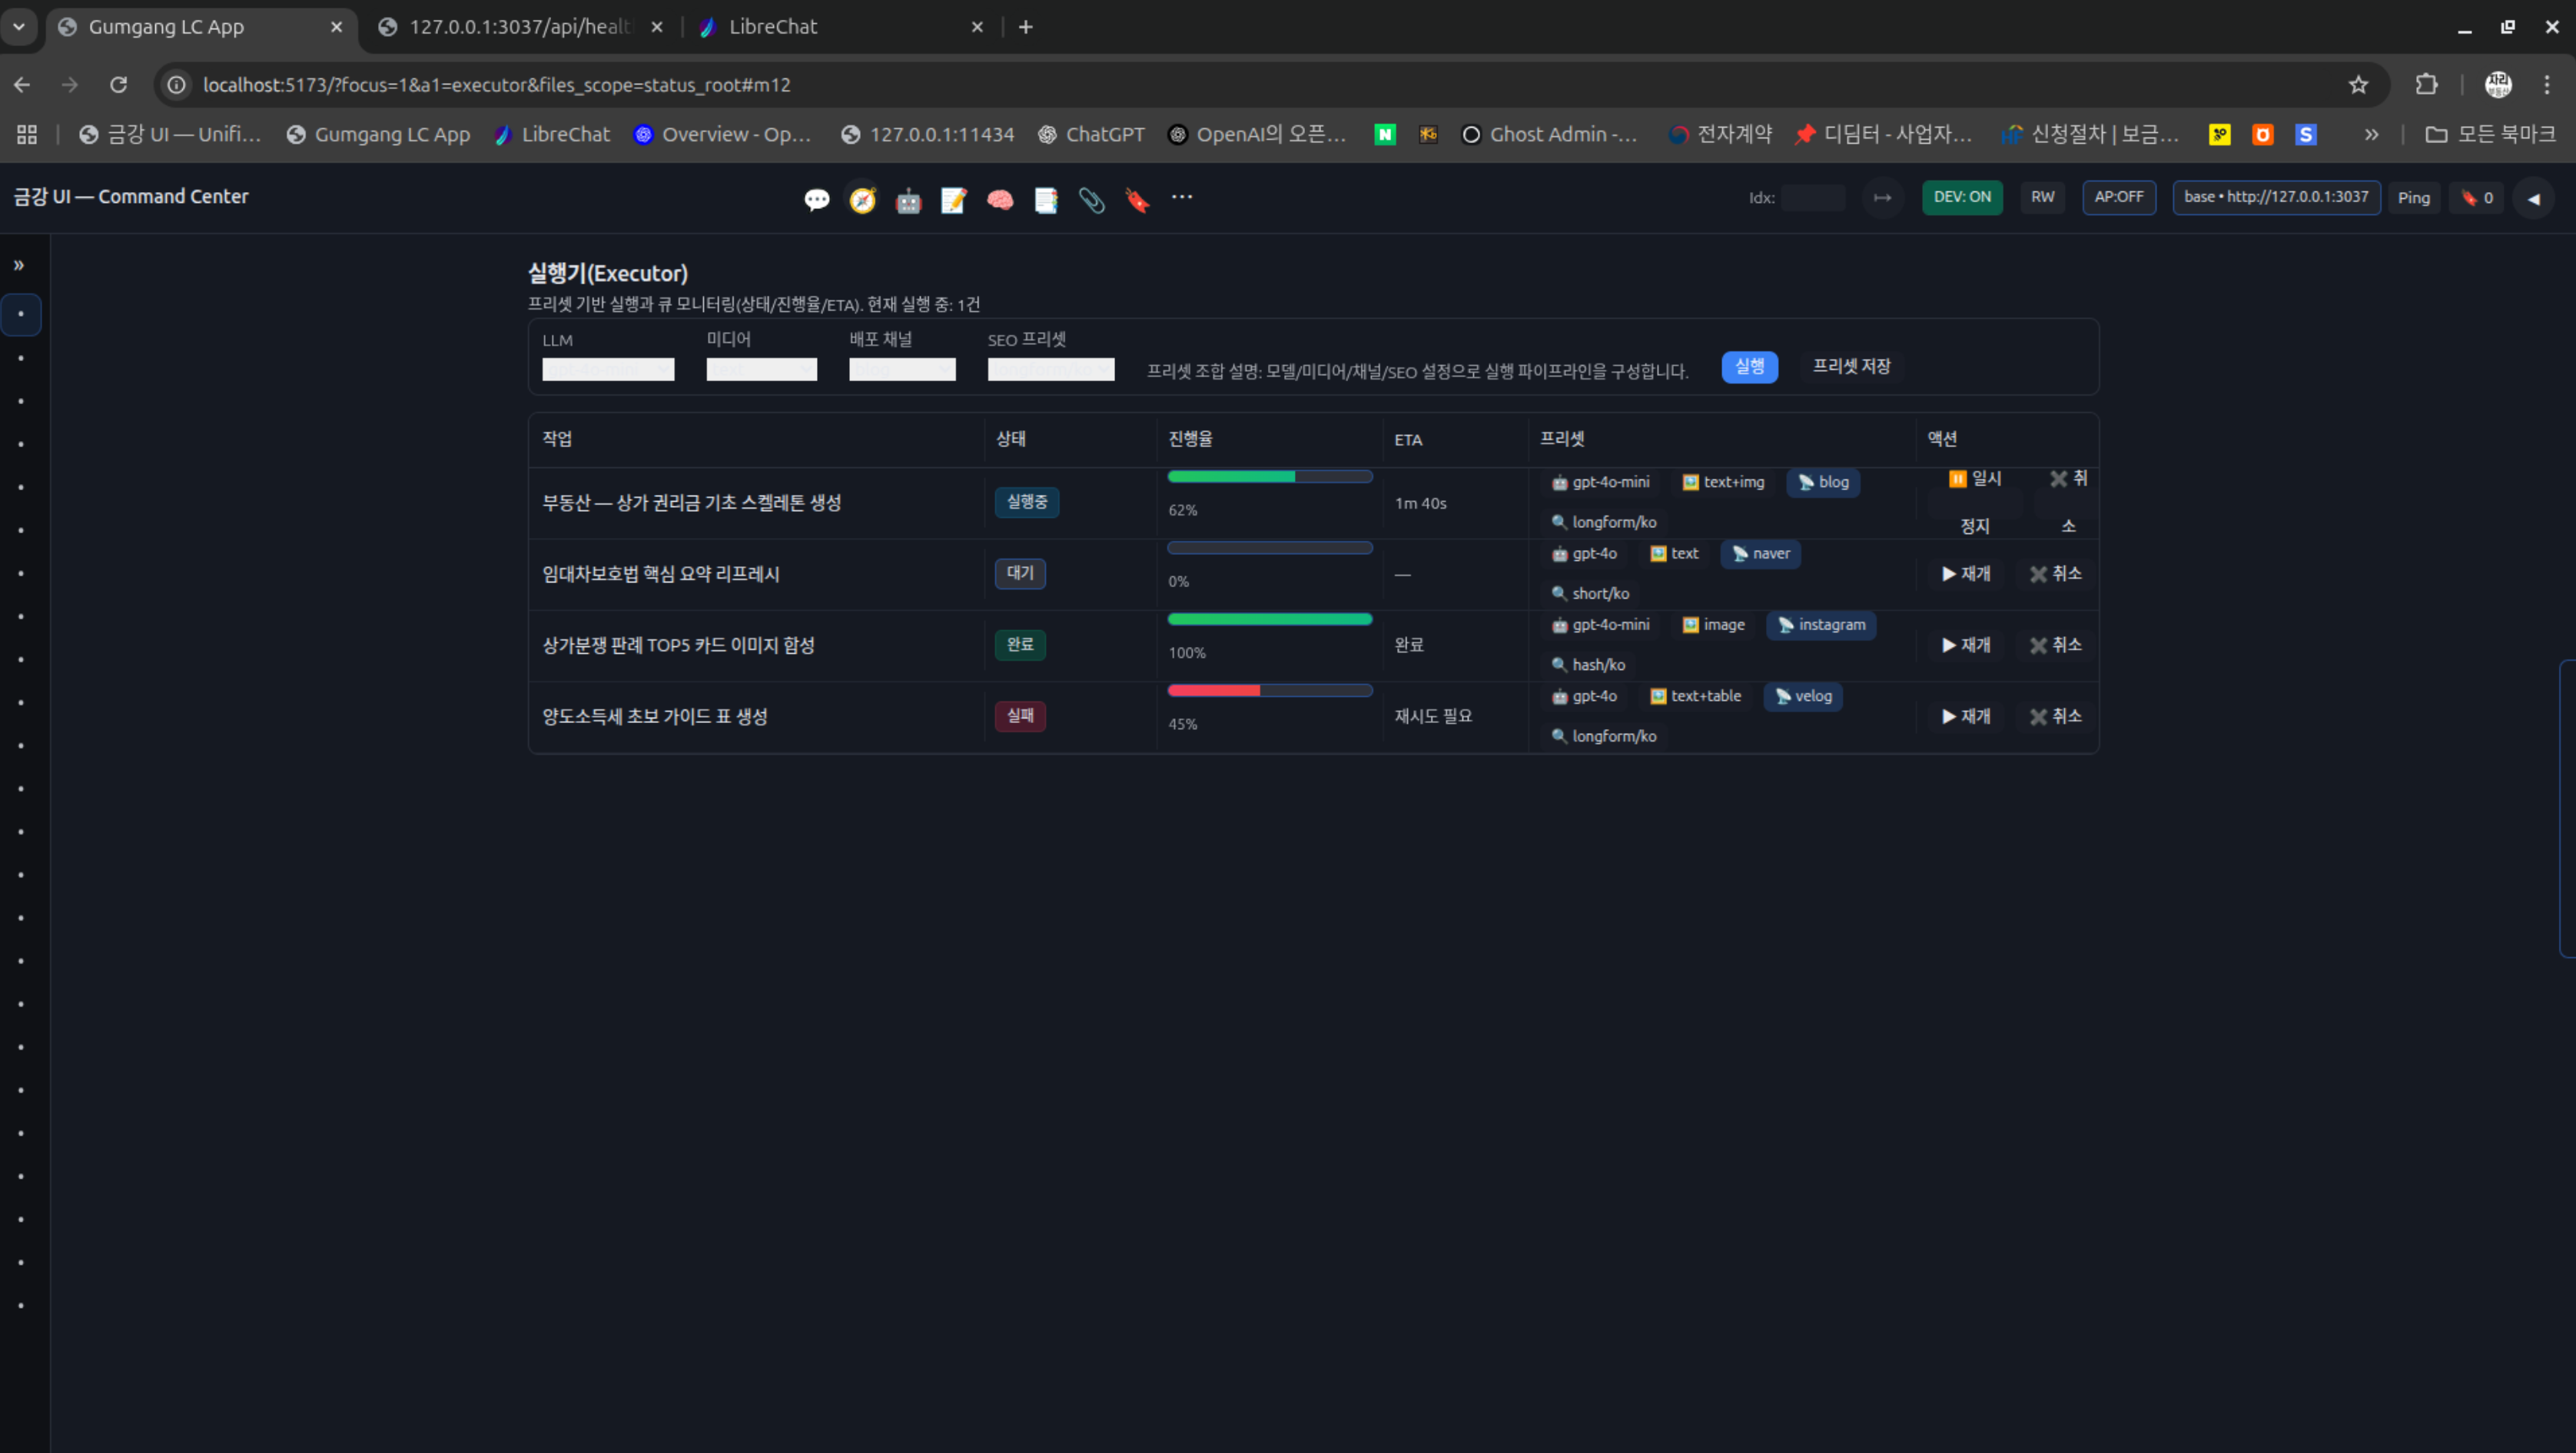 Gumgang LC App
127.0.0.1:3037/api/healt
LibreChat
localhost:5173/?focus=1&a1=executor&files_scope=status_root#m12
금강 UI — Unifi...
Gumgang LC App
LibreChat
Overview - Op...
127.0.0.1:11434
ChatGPT
OpenAI의 오픈...
Ghost Admin -...
전자계약
디딤터 - 사업자...
신청절차 | 보금...
모든 북마크
금강 UI — Command Center
Idx:
DEV: ON
RW
AP:OFF
base • http://127.0.0.1:3037
Ping
0
실행기(Executor)
프리셋 기반 실행과 큐 모니터링(상태/진행율/ETA). 현재 실행 중: 1건
LLM
미디어
배포 채널
SEO 프리셋
gpt-4o-mini
text
blog
longform/ko
프리셋 조합 설명: 모델/미디어/채널/SEO 설정으로 실행 파이프라인을 구성합니다.
실행
프리셋 저장
작업
상태
진행율
ETA
프리셋
액션
부동산 — 상가 권리금 기초 스켈레톤 생성
실행중
62%
1m 40s
gpt-4o-mini
text+img
blog
longform/ko
일시
정지
취
소
임대차보호법 핵심 요약 리프레시
대기
0%
—
gpt-4o
text
naver
short/ko
▶ 재개
취소
상가분쟁 판례 TOP5 카드 이미지 합성
완료
100%
완료
gpt-4o-mini
image
instagram
hash/ko
▶ 재개
취소
양도소득세 초보 가이드 표 생성
실패
45%
재시도 필요
gpt-4o
text+table
velog
longform/ko
▶ 재개
취소